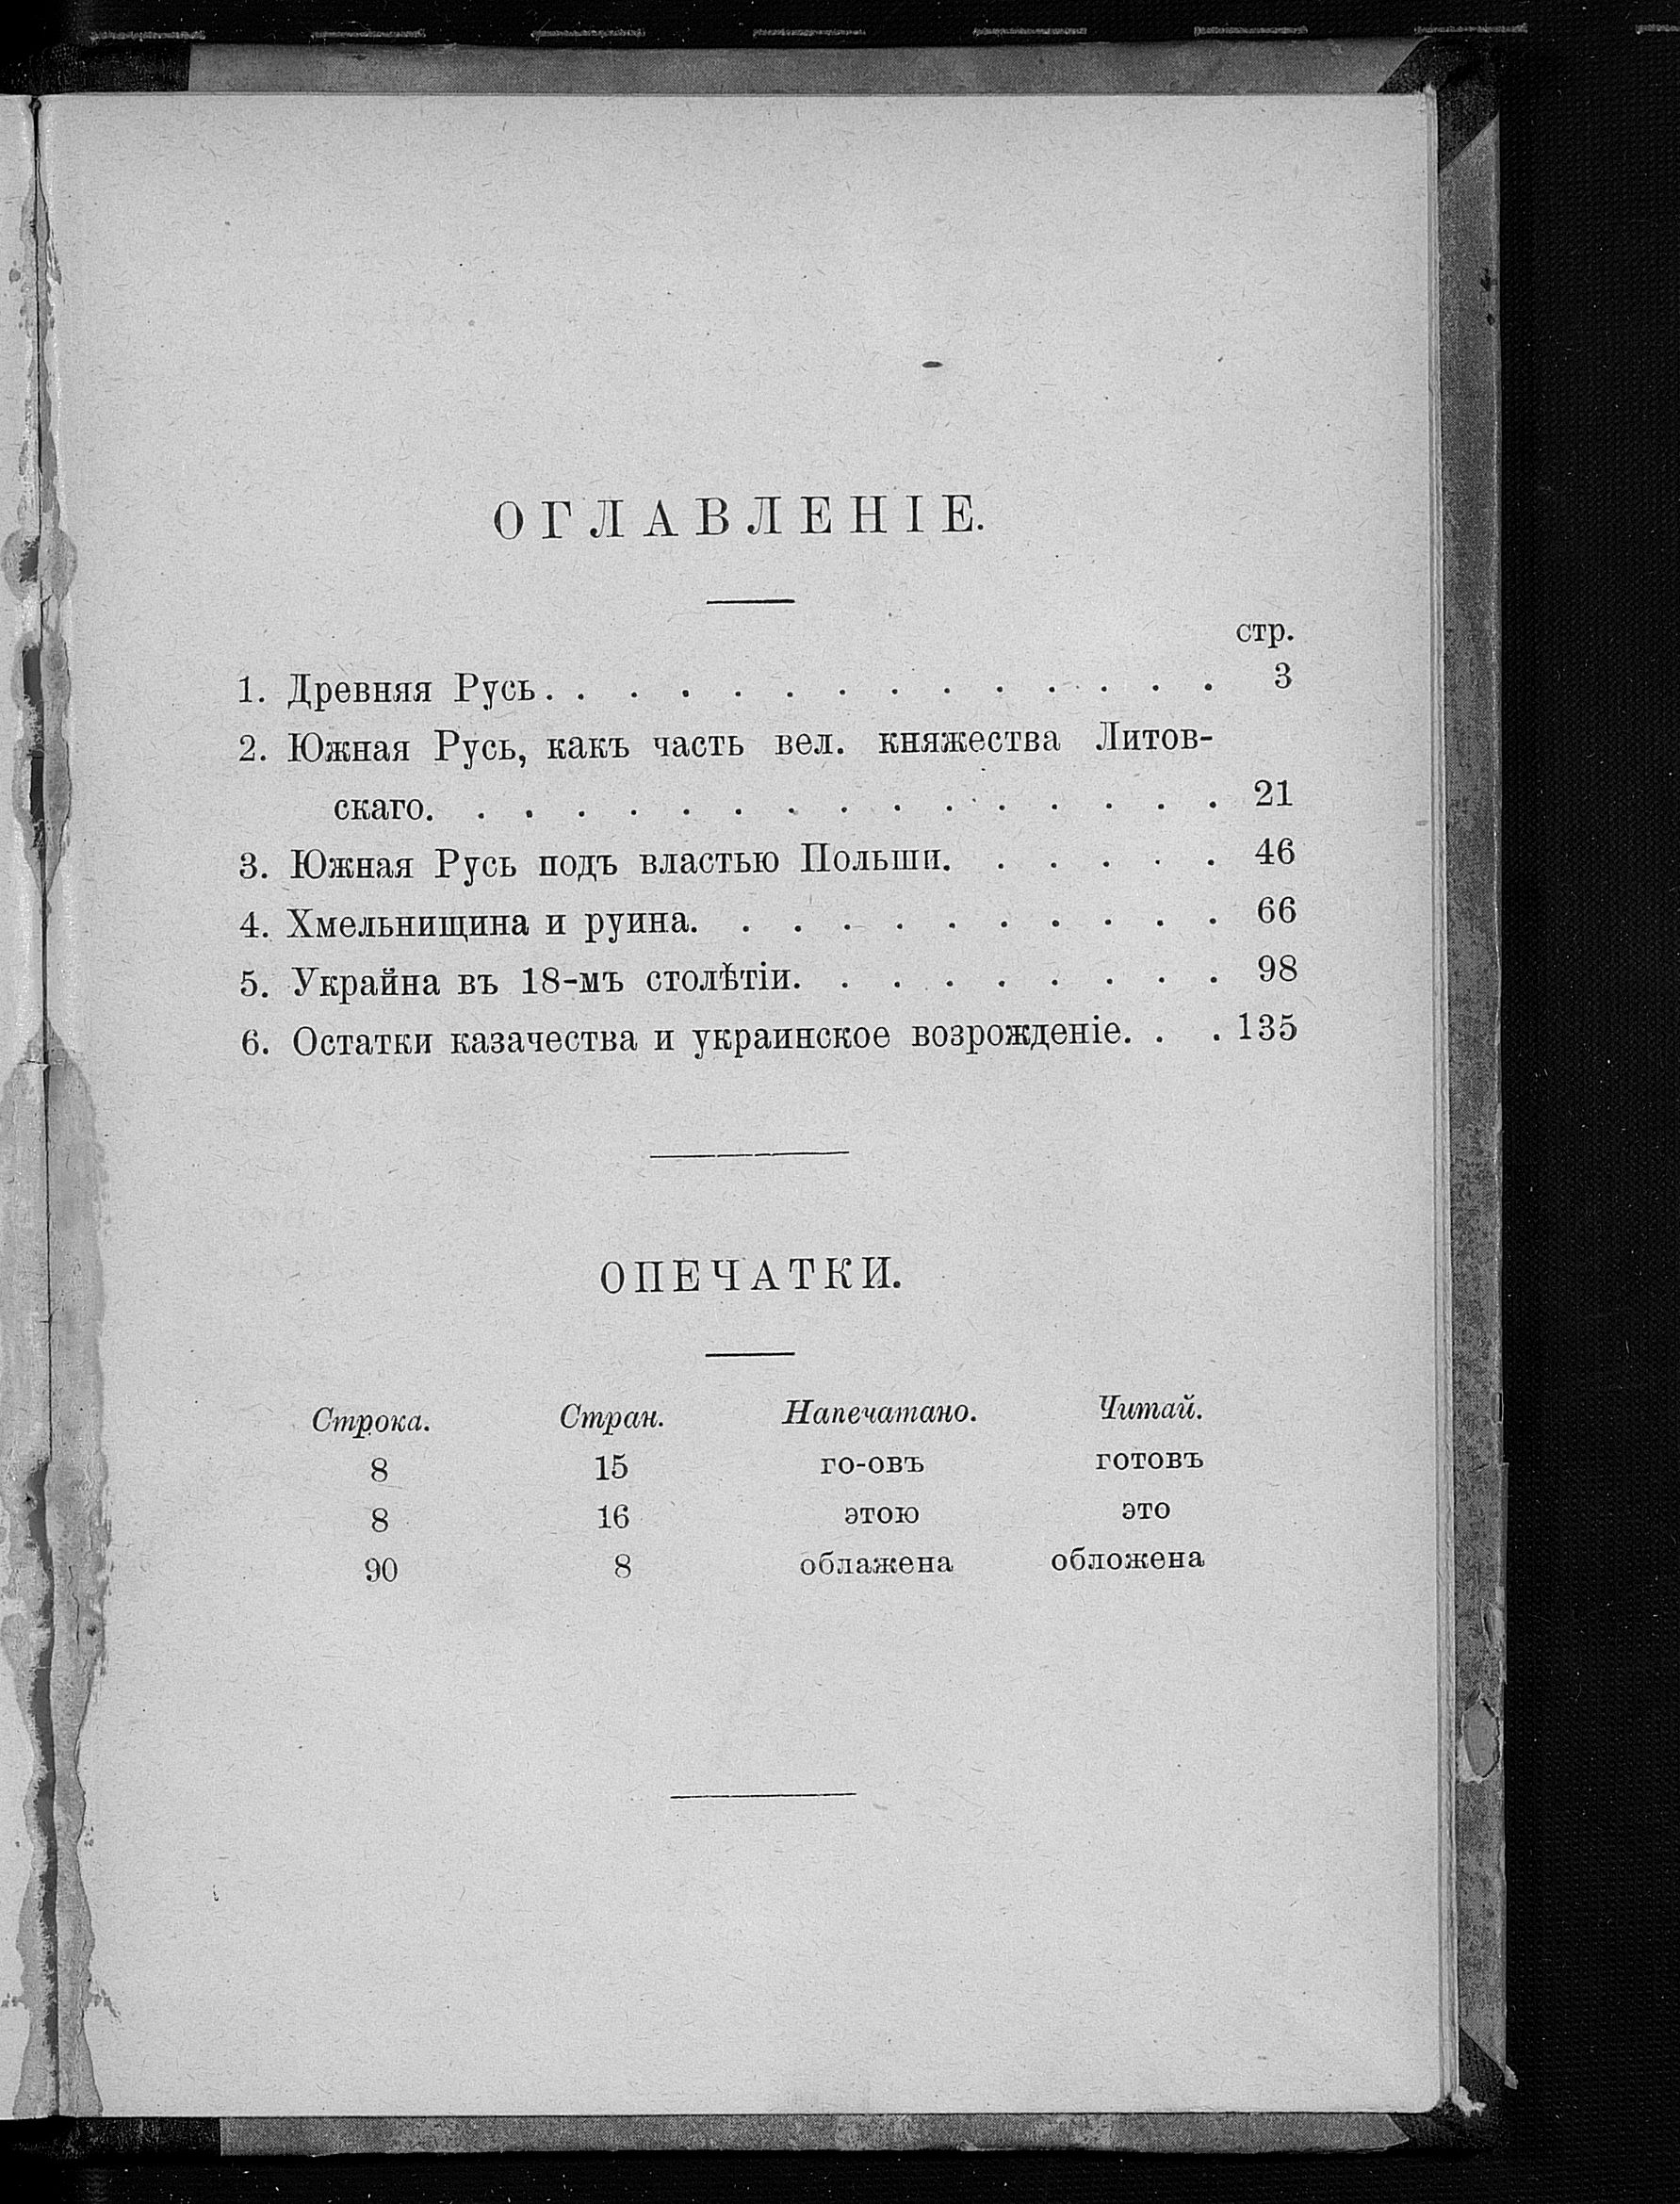 ОГЛАВЛЕНІЕ.
стр.
1. Древняя Русь. . . . . . . . . . . . . . 3
2. Южная Русь, какъ часть вел. княжества Литов-
скаго. . . . . . . . . . . . . . . . 21
3. Южная Русь подъ властью Польши. . . . . . 46
4. Хмельнищина и руина. . . . . . . . . . . 66
5. Украйна въ 18-мъ столѣтіи. . . . . . . . . 98
6. Остатки казачества и украинское возрожденіе. . . 135
ОПЕЧАТКИ.
Строка. Стран. Напечатано. Читай.
8 15 го-овъ готовъ
8 16 этою это
90 8 облажена обложена